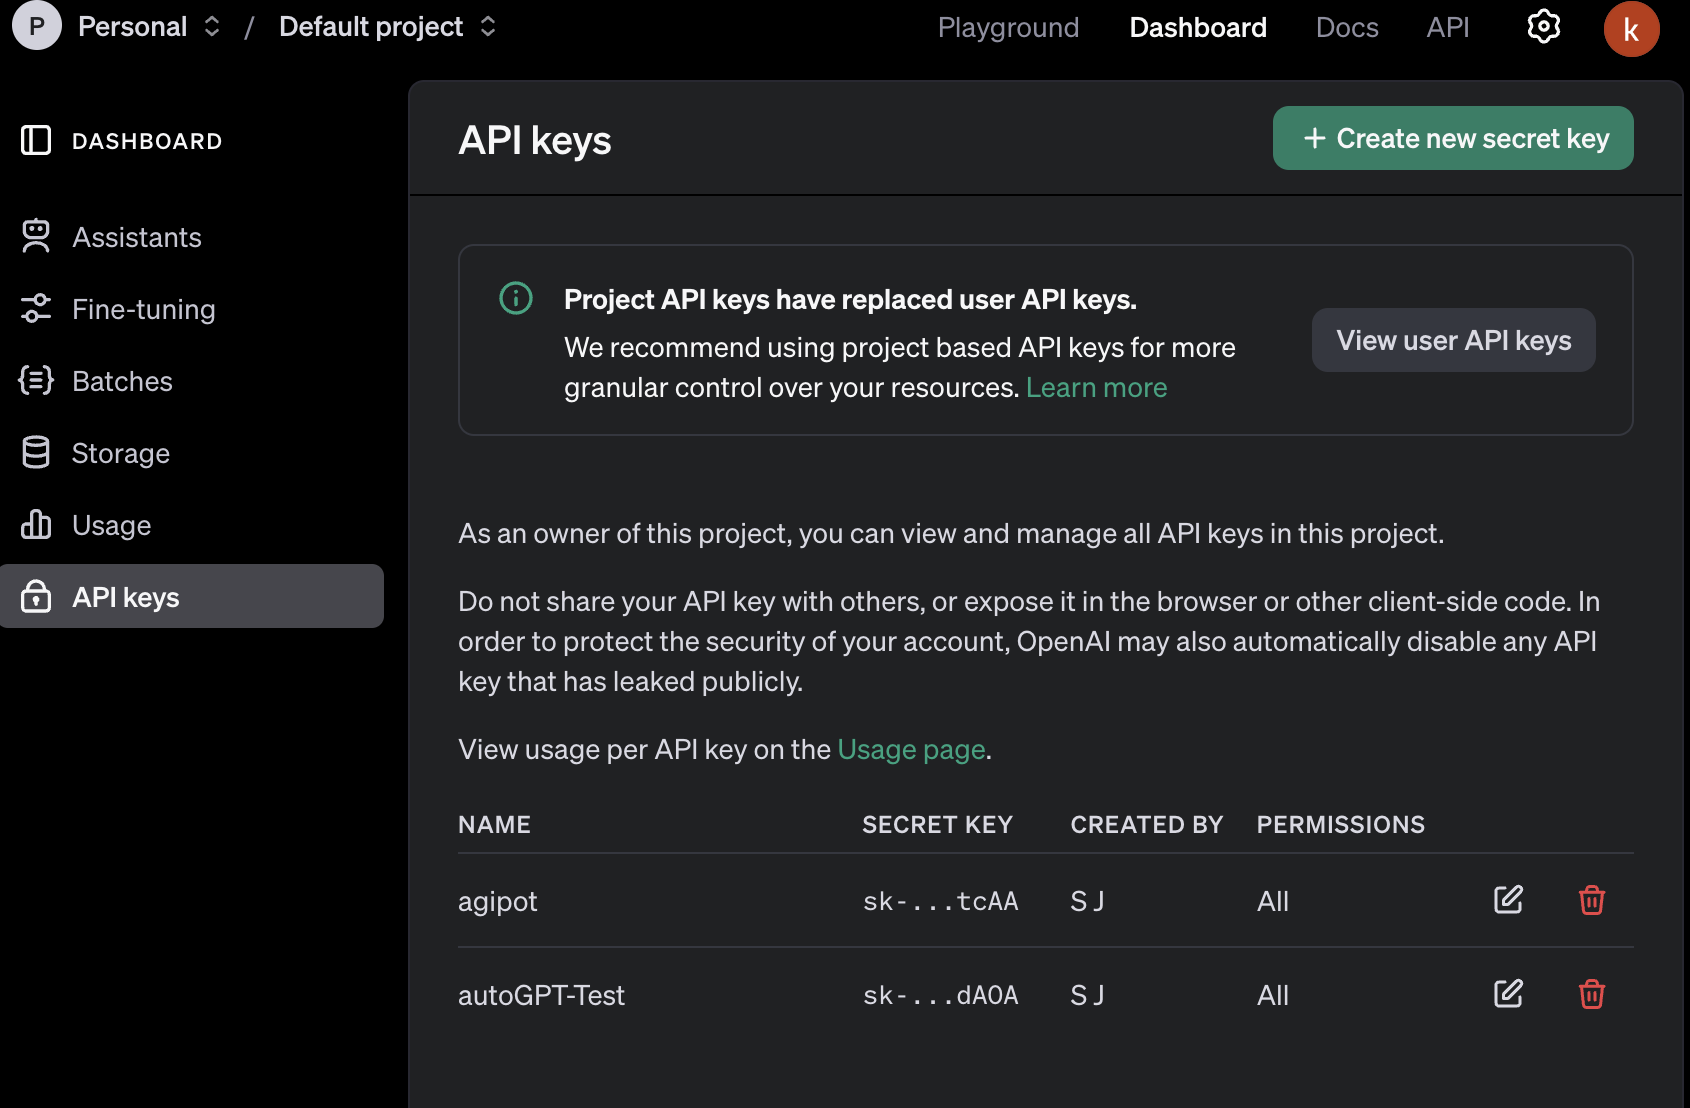 P Personal / Default project Playground Dashboard Docs API k
DASHBOARD
Assistants
Fine-tuning
Batches
Storage
Usage
API keys
API keys
+ Create new secret key
Project API keys have replaced user API keys.
We recommend using project based API keys for more
granular control over your resources. Learn more
View user API keys
As an owner of this project, you can view and manage all API keys in this project.
Do not share your API key with others, or expose it in the browser or other client-side code. In
order to protect the security of your account, OpenAI may also automatically disable any API
key that has leaked publicly.
View usage per API key on the Usage page.
NAME SECRET KEY CREATED BY PERMISSIONS
agipot sk-...tcAA S J All
autoGPT-Test sk-...dAOA S J All